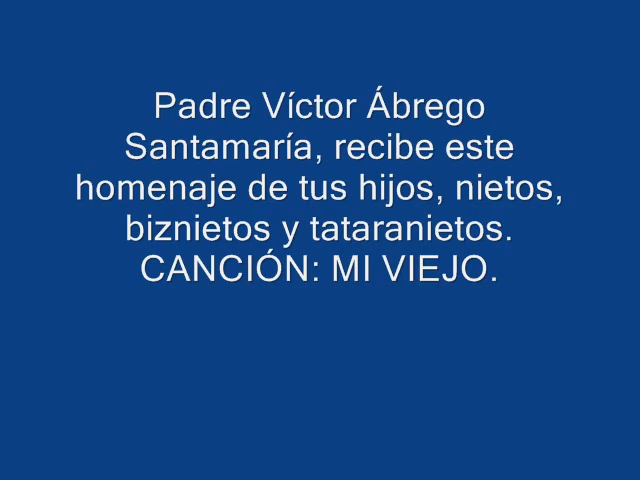 Padre Víctor Ábrego
Santamaría, recibe este
homenaje de tus hijos, nietos,
biznietos y tataranietos.
CANCIÓN: MI VIEJO.